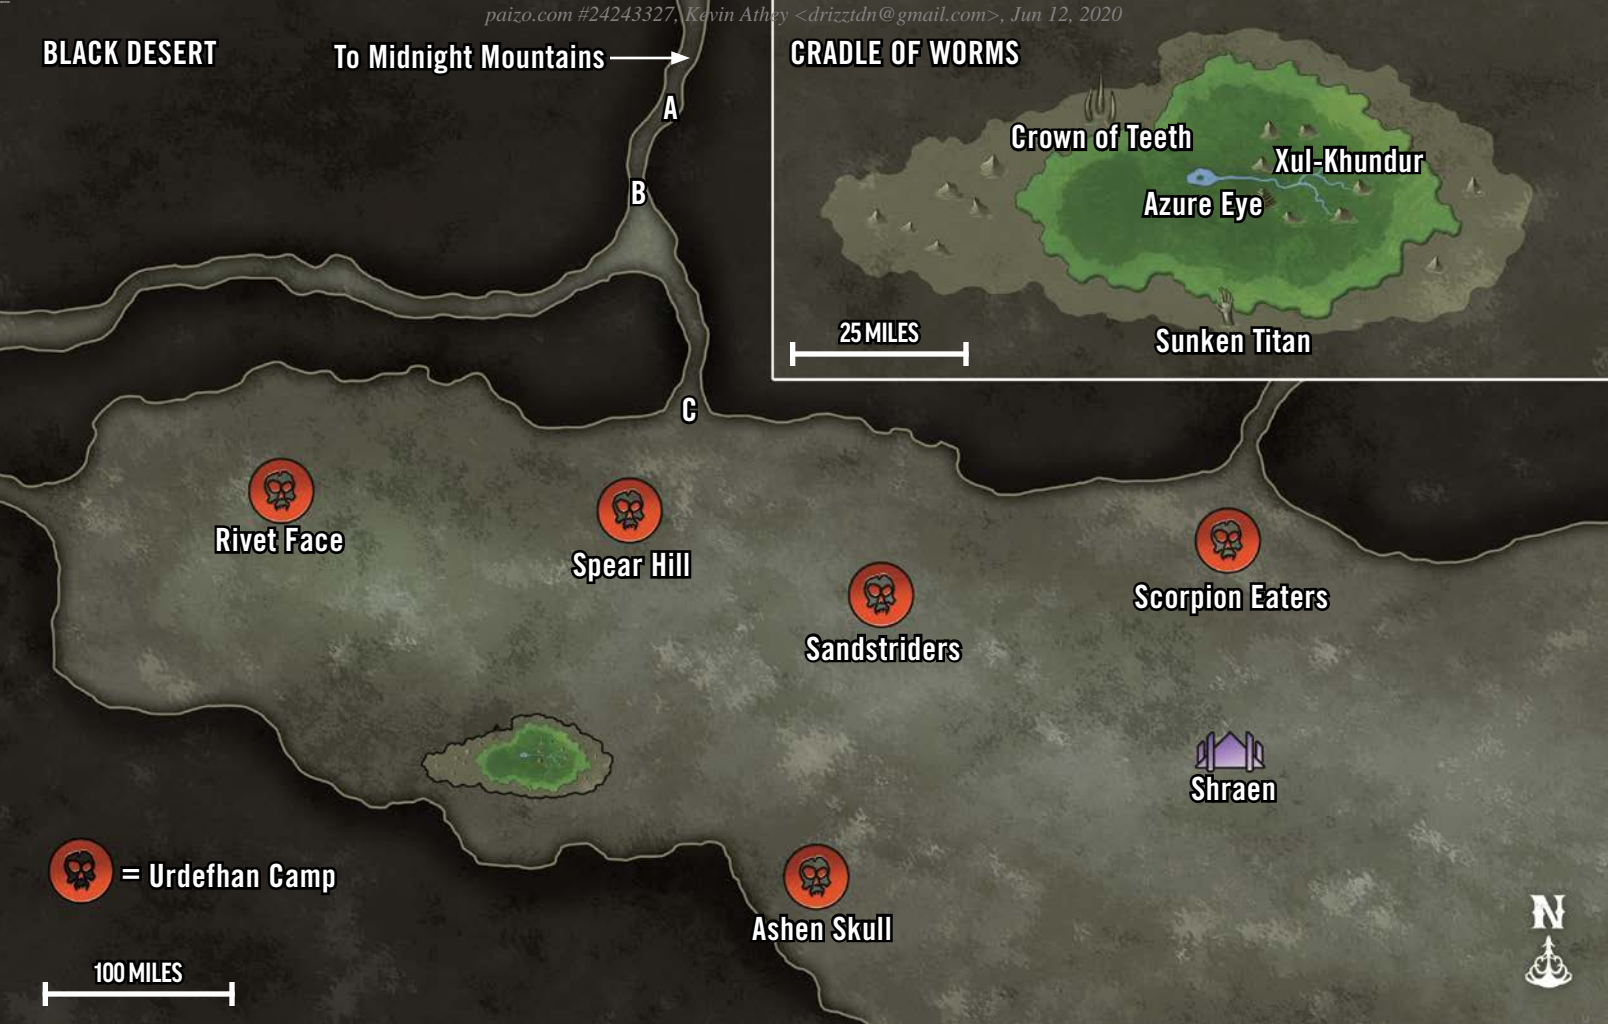 paizo.com #24243327, Kevin Athey <drizztdn@gmail.com>, Jun 12, 2020
BLACK DESERT
To Midnight Mountains
CRADLE OF WORMS
A
Crown of Teeth
Xul-Khundur
B
Azure Eye
25 MILES
Sunken Titan
C
Rivet Face
Spear Hill
Scorpion Eaters
Sandstriders
Shraen
= Urdefhan Camp
Ashen Skull
N
100 MILES